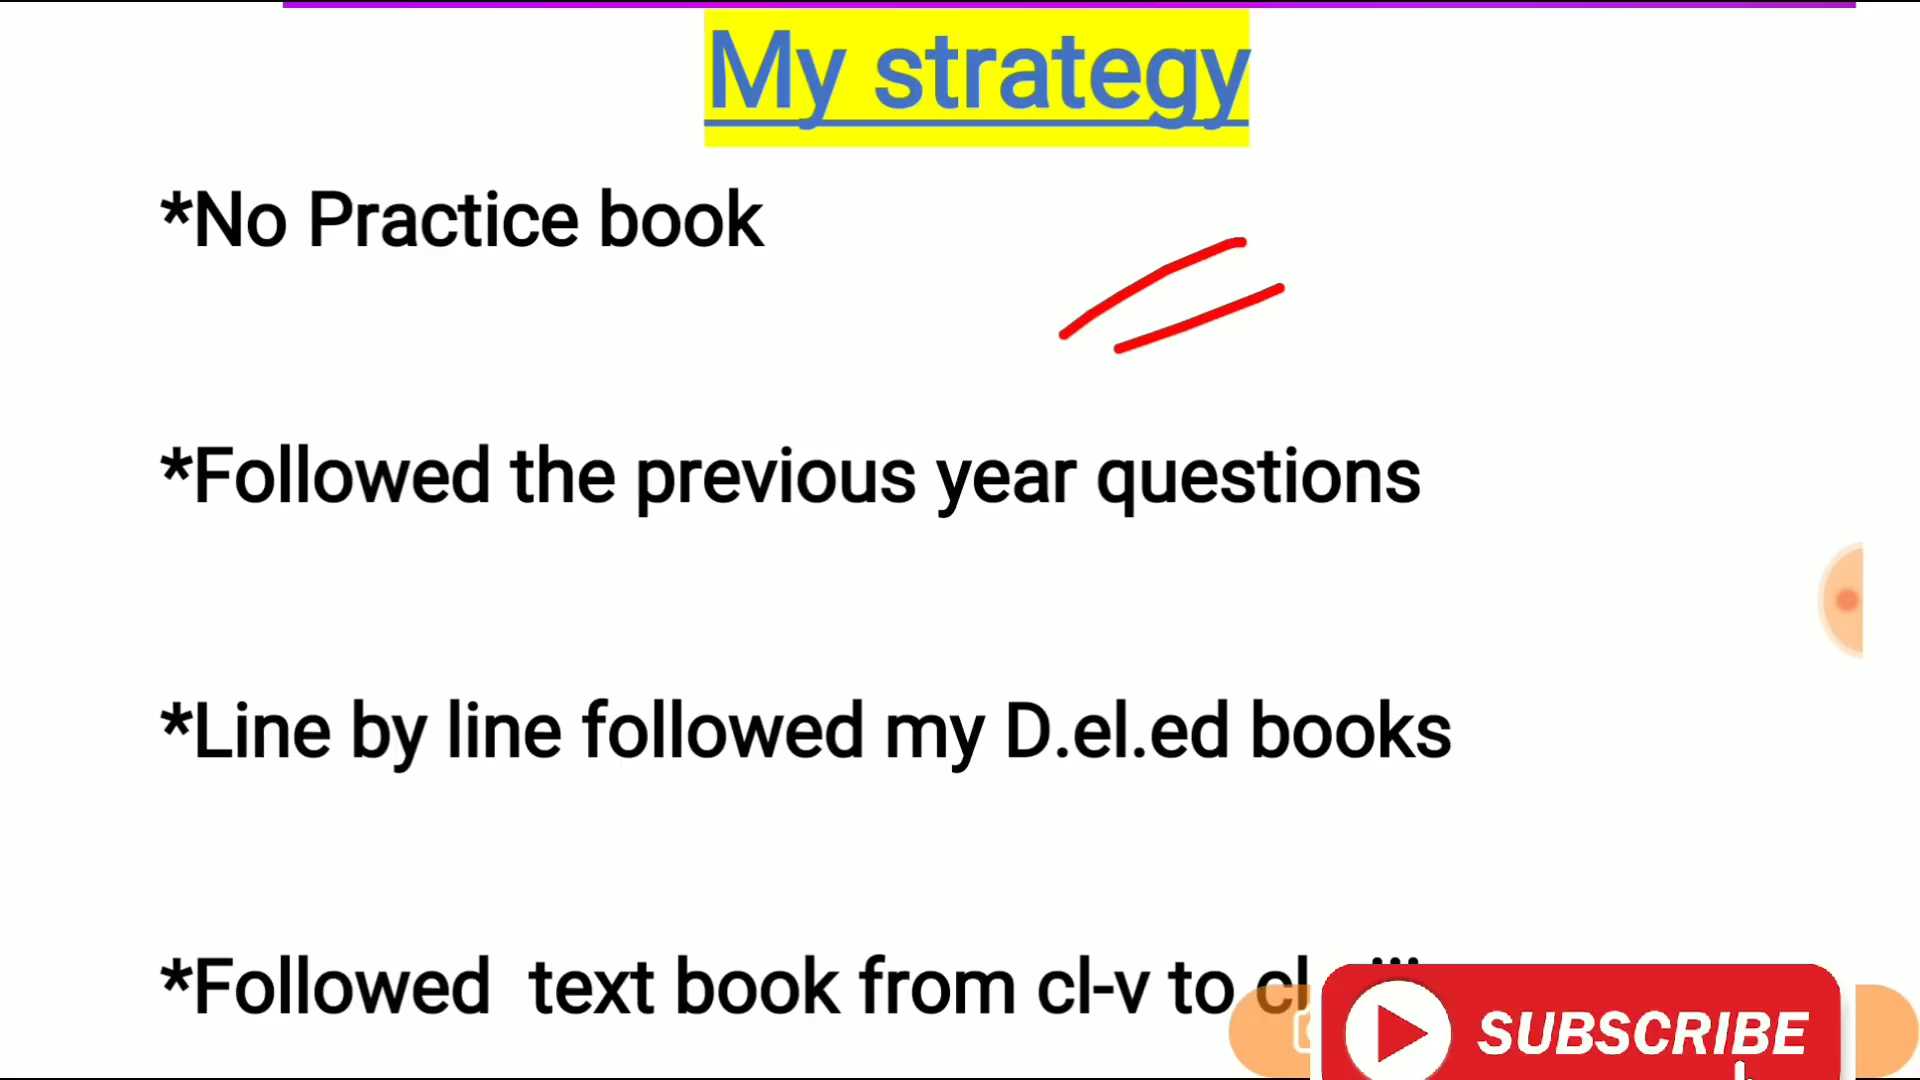 My strategy
*No Practice book
*Followed the previous year questions
*Line by line followed my D.el.ed books
*Followed  text book from cl-v to cl
SUBSCRIBE